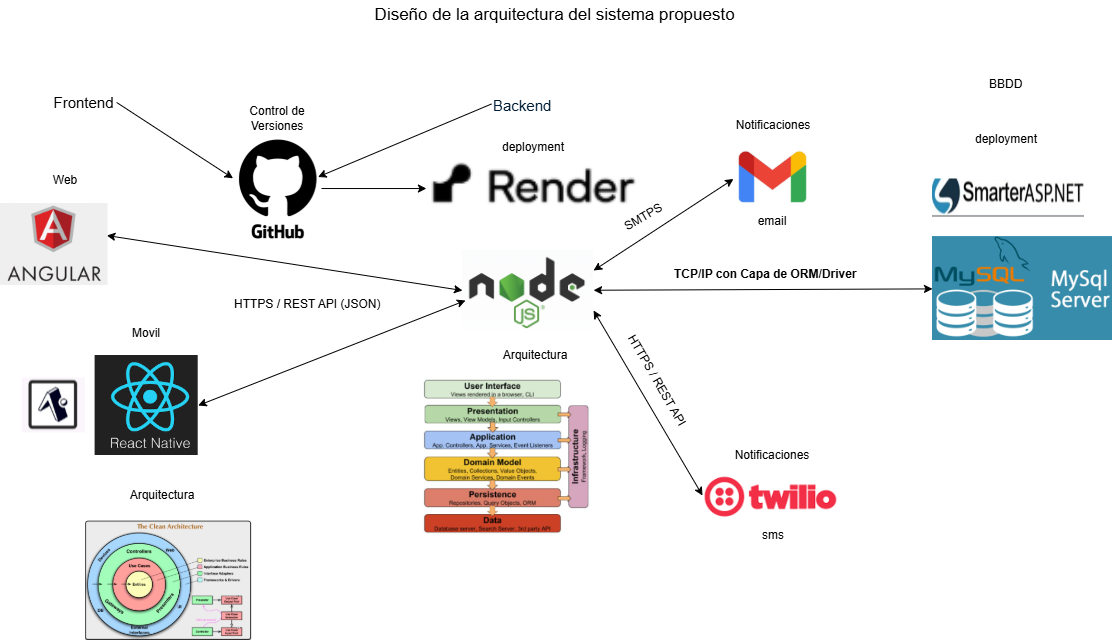 Diseño de la arquitectura del sistema propuesto
Frontend
Control de
Versiones
Backend
BBDD
Notificaciones
deployment
deployment
Web
Render
SmarterASP.NET
GitHub
SMTPS
email
ANGULAR
TCP/IP con Capa de ORM/Driver
MySQL
MySql
Server
node
JS
HTTPS / REST API (JSON)
Movil
HTTPS / REST API
Arquitectura
React Native
User Interface
Views rendered in a browser, CLI
Presentation
Views, View Models, Input Controllers
Application
App. Controllers, App. Services, Event Listeners
Domain Model
Entities, Collections, Value Objects,
Domain Services, Domain Events
Persistence
Repositories, Query Objects, ORM
Data
Database server, Search Server, 3rd party API
Infrastructure
Framework, Logging
Notificaciones
twilio
sms
Arquitectura
The Clean Architecture
Devices
Web
Controllers
Use Cases
Entities
Gateways
Presenters
DB
UI
External
Interfaces
Enterprise Business Rules
Application Business Rules
Interface Adapters
Frameworks & Drivers
Presenter
Controller